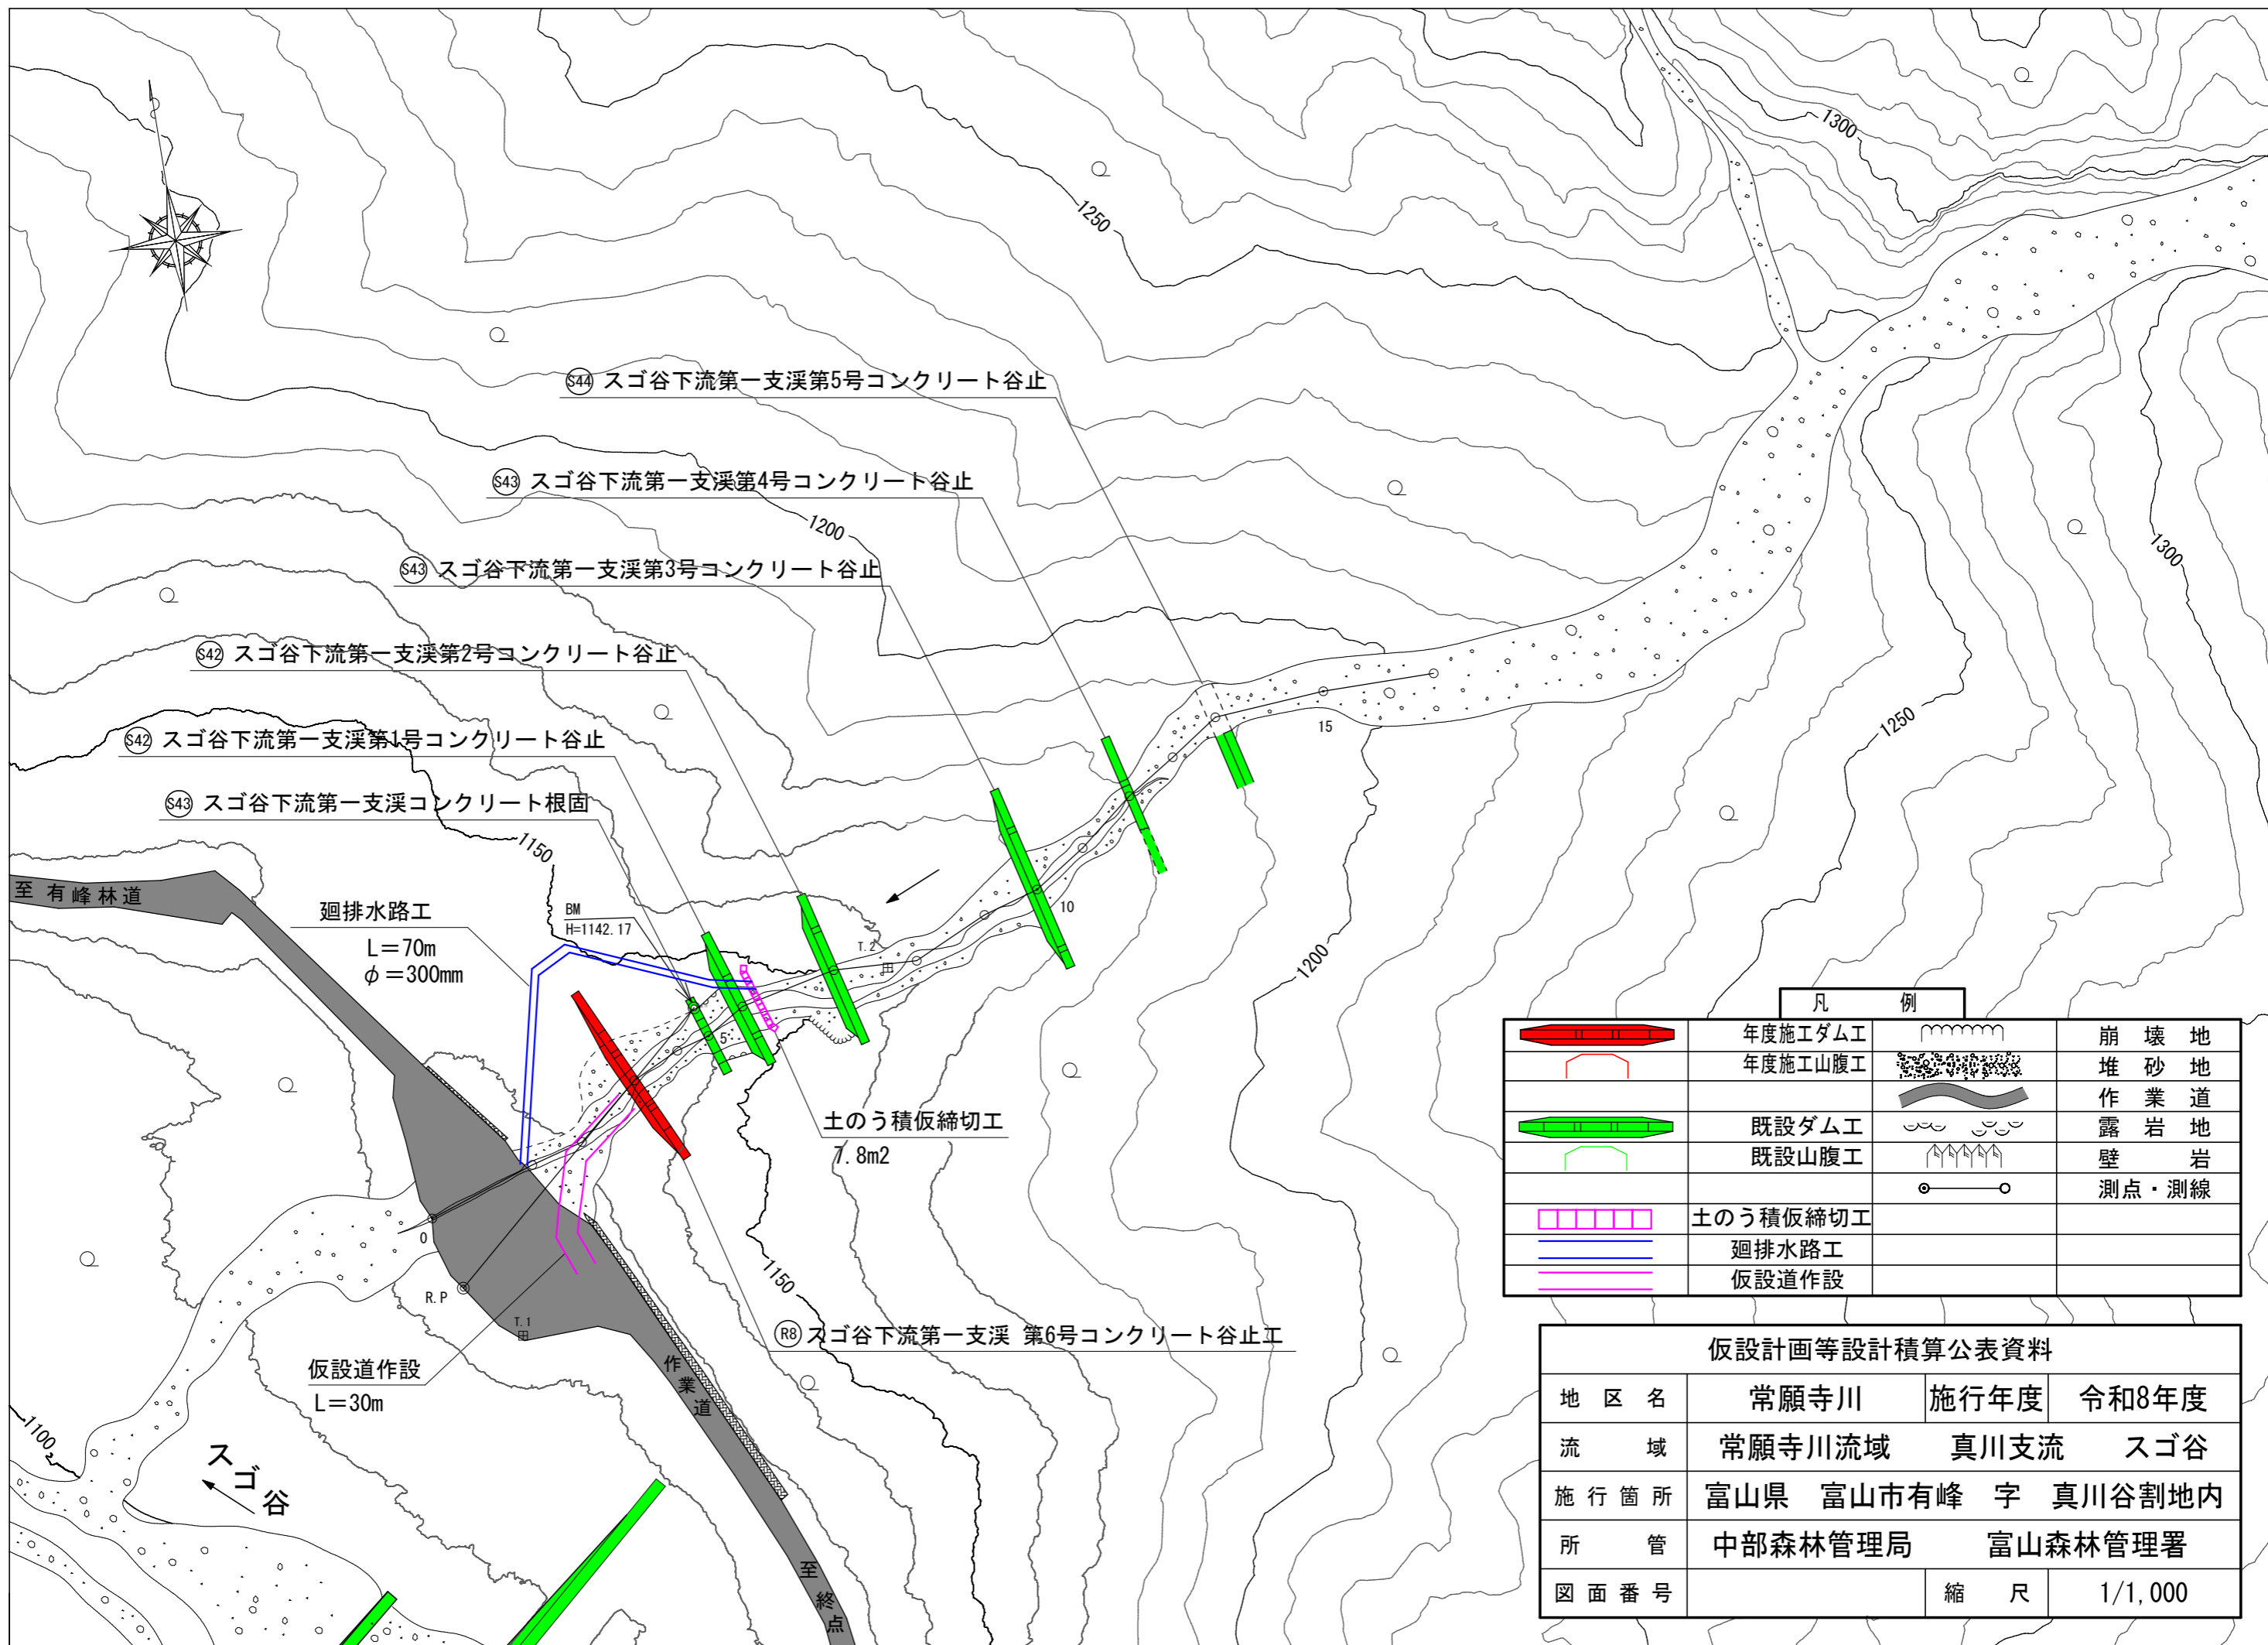 1300
1250
S44 スゴ谷下流第一支渓第5号コンクリート谷止
S43 スゴ谷下流第一支渓第4号コンクリート谷止
1200
1300
S43 スゴ谷下流第一支渓第3号コンクリート谷止
S42 スゴ谷下流第一支渓第2号コンクリート谷止
15
1250
S42 スゴ谷下流第一支渓第1号コンクリート谷止
S43 スゴ谷下流第一支渓コンクリート根固
1150
至有峰林道
廻排水路工
L=70m
φ=300mm
BM
H=1142.17
10
T.2
1200
5
土のう積仮締切工
7.8m2
0
R.P
T.1
1150
R8 スゴ谷下流第一支渓 第6号コンクリート谷止工
仮設道作設
L=30m
作業道
1100
スゴ谷
至終点
凡例
年度施工ダム工 崩壊地
年度施工山腹工 堆砂地
作業道
既設ダム工 露岩地
既設山腹工 壁岩
測点・測線
土のう積仮締切工
廻排水路工
仮設道作設
仮設計画等設計積算公表資料
地区名 常願寺川 施行年度 令和8年度
流域 常願寺川流域 真川支流 スゴ谷
施行箇所 富山県 富山市有峰 字 真川谷割地内
所管 中部森林管理局 富山森林管理署
図面番号 縮尺 1/1,000